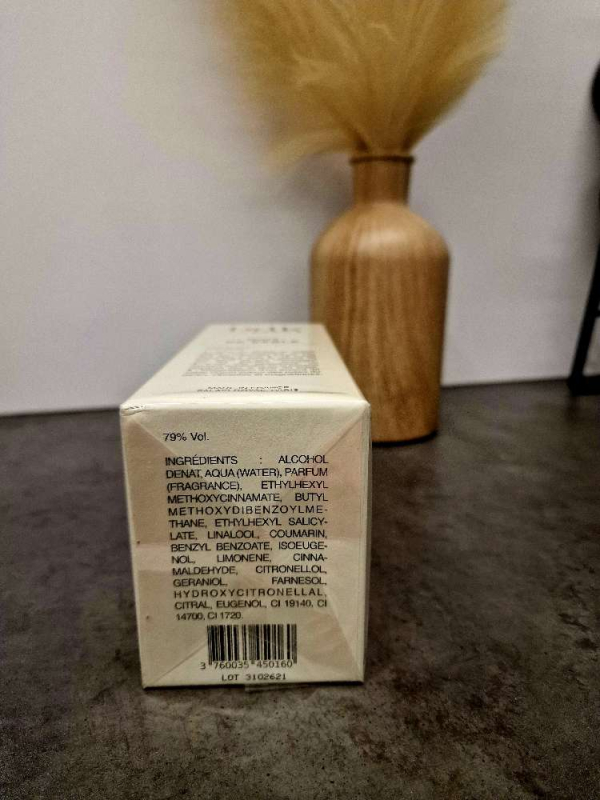 79% Vol.
INGRÉDIENTS : ALCOHOL
DENAT, AQUA (WATER), PARFUM
(FRAGRANCE), ETHYLHEXYL
METHOXYCINNAMATE, BUTYL
METHOXYDIBENZOYLME-
THANE, ETHYLHEXYL SALICY-
LATE, LINALOOL, COUMARIN,
BENZYL BENZOATE, ISOEUGE-
NOL, LIMONENE, CINNA-
MALDEHYDE, CITRONELLOL,
GERANIOL, FARNESOL,
HYDROXYCITRONELLAL,
CITRAL, EUGENOL, CI 19140, CI
14700, CI 1720.
3 760035 450160
LOT 3102621